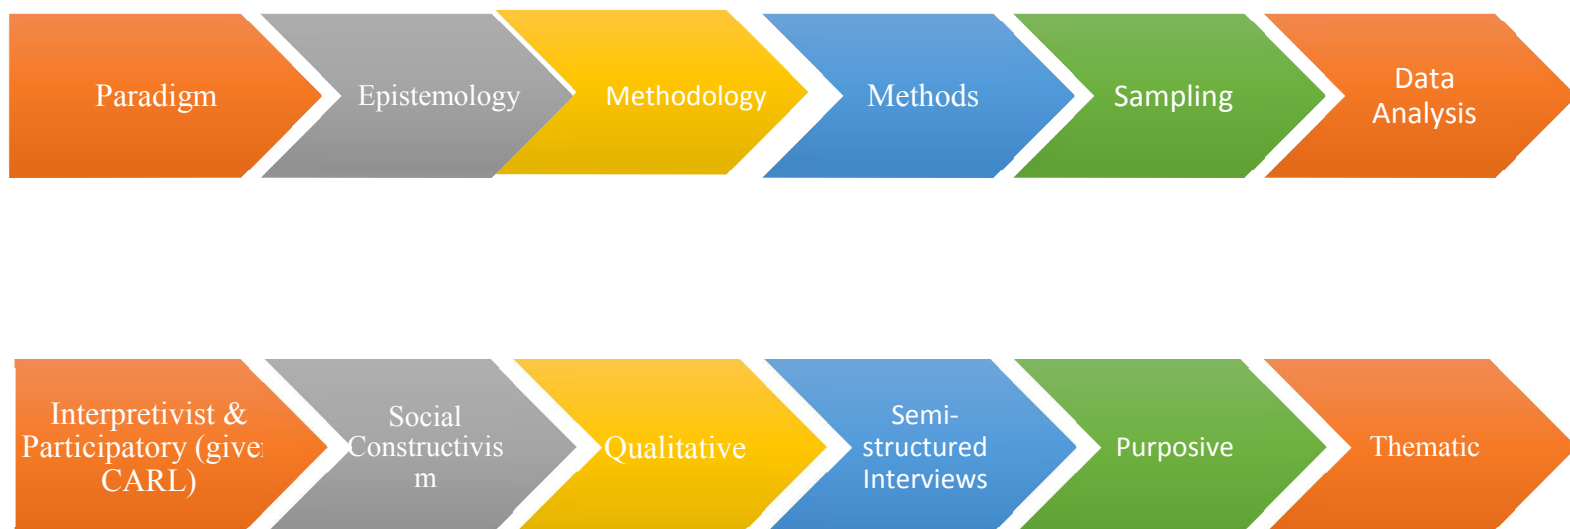 Paradigm
Epistemology
Methodology
Methods
Sampling
Data
Analysis
Interpretivist &
Participatory (give
CARL)
Social
Constructivis
m
Qualitative
Semi-
structured
Interviews
Purposive
Thematic